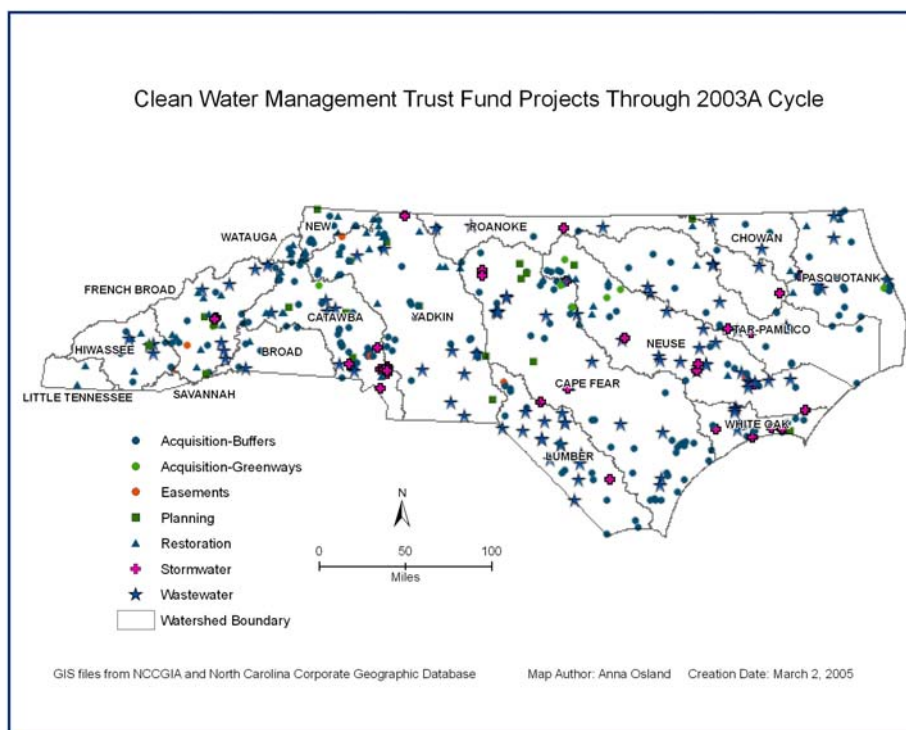 Clean Water Management Trust Fund Projects Through 2003A Cycle
NEW
ROANOKE
WATAUGA
CHOWAN
PASQUOTANK
FRENCH BROAD
CATAWBA
YADKIN
TAR-PAMLICO
HIWASSEE
BROAD
NEUSE
CAPE FEAR
LITTLE TENNESSEE
SAVANNAH
WHITE OAK
LUMBER
Acquisition-Buffers
Acquisition-Greenways
Easements
Planning
Restoration
Stormwater
Wastewater
Watershed Boundary
N
0 50 100
Miles
GIS files from NCCGIA and North Carolina Corporate Geographic Database Map Author: Anna Osland Creation Date: March 2, 2005